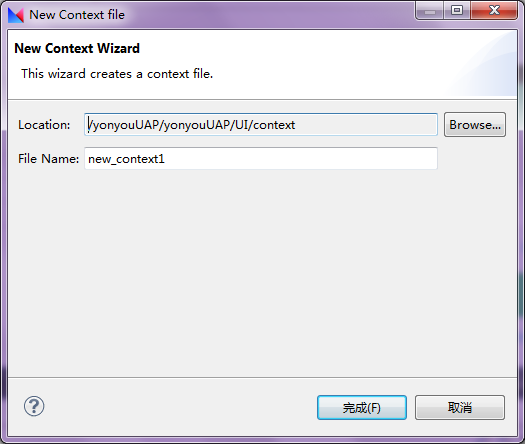 New Context file
New Context Wizard
This wizard creates a context file.
Location: /yonyouUAP/yonyouUAP/UI/context Browse...
File Name: new_context1
? 完成(F) 取消